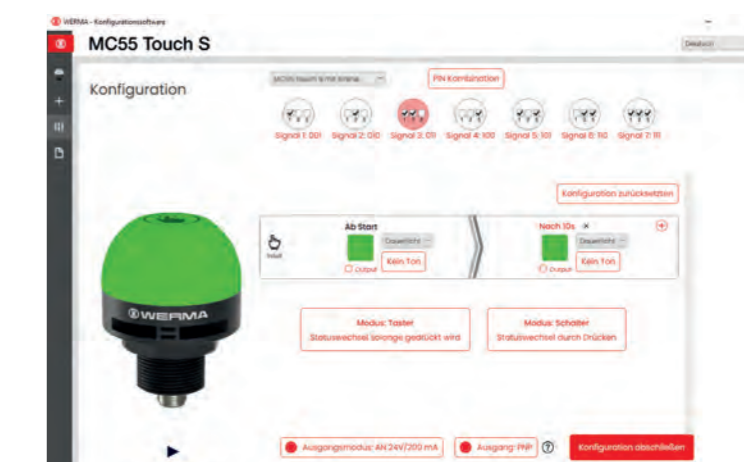 WERMA - Konfigurationssoftware
MC55 Touch S
Deutsch
Konfiguration
MC55 Touch S mit Sirene
PIN Kombination
Signal 1: 001
Signal 2: 010
Signal 3: 011
Signal 4: 100
Signal 5: 101
Signal 6: 110
Signal 7: 111
Konfiguration zurücksetzen
Ab Start
Nach 10s
Dauerlicht
Dauerlicht
Output
Kein Ton
Output
Kein Ton
WERMA
Modus: Taster
Statuswechsel solange gedrückt wird
Modus: Schalter
Statuswechsel durch Drücken
Ausgangsmodus: AN 24V/200 mA
Ausgang: PNP
Konfiguration abschließen